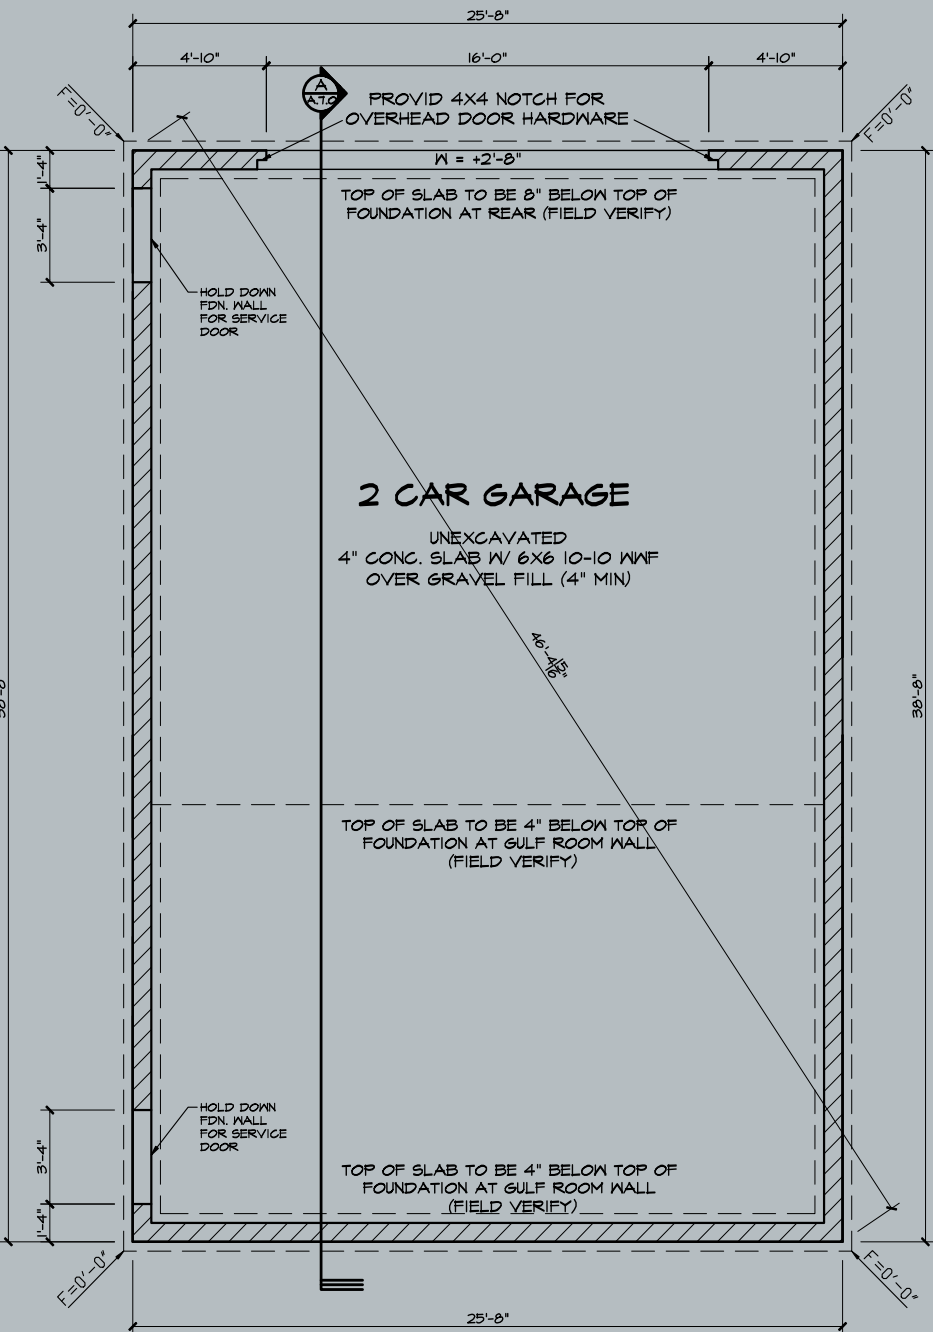 25'-8"
4'-10"
16'-0"
4'-10"
F=0'-0"
F=0'-0"
A
A.7.0
PROVID 4X4 NOTCH FOR
OVERHEAD DOOR HARDWARE
W = +2'-8"
1'-4"
3'-4"
TOP OF SLAB TO BE 8" BELOW TOP OF
FOUNDATION AT REAR (FIELD VERIFY)
HOLD DOWN
FDN. WALL
FOR SERVICE
DOOR
2 CAR GARAGE
UNEXCAVATED
4" CONC. SLAB W/ 6X6 10-10 WWF
OVER GRAVEL FILL (4" MIN)
46'-4 15/16"
38'-8"
TOP OF SLAB TO BE 4" BELOW TOP OF
FOUNDATION AT GULF ROOM WALL
(FIELD VERIFY)
HOLD DOWN
FDN. WALL
FOR SERVICE
DOOR
3'-4"
1'-4"
TOP OF SLAB TO BE 4" BELOW TOP OF
FOUNDATION AT GULF ROOM WALL
(FIELD VERIFY)
F=0'-0"
F=0'-0"
25'-8"